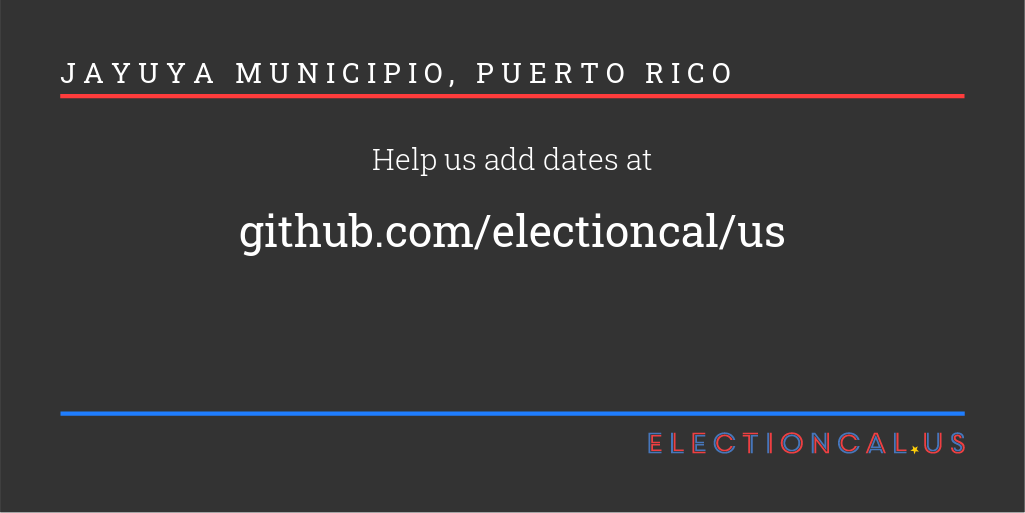 JAYUYA MUNICIPIO, PUERTO RICO
Help us add dates at
github.com/electioncal/us
ELECTIONCAL.US